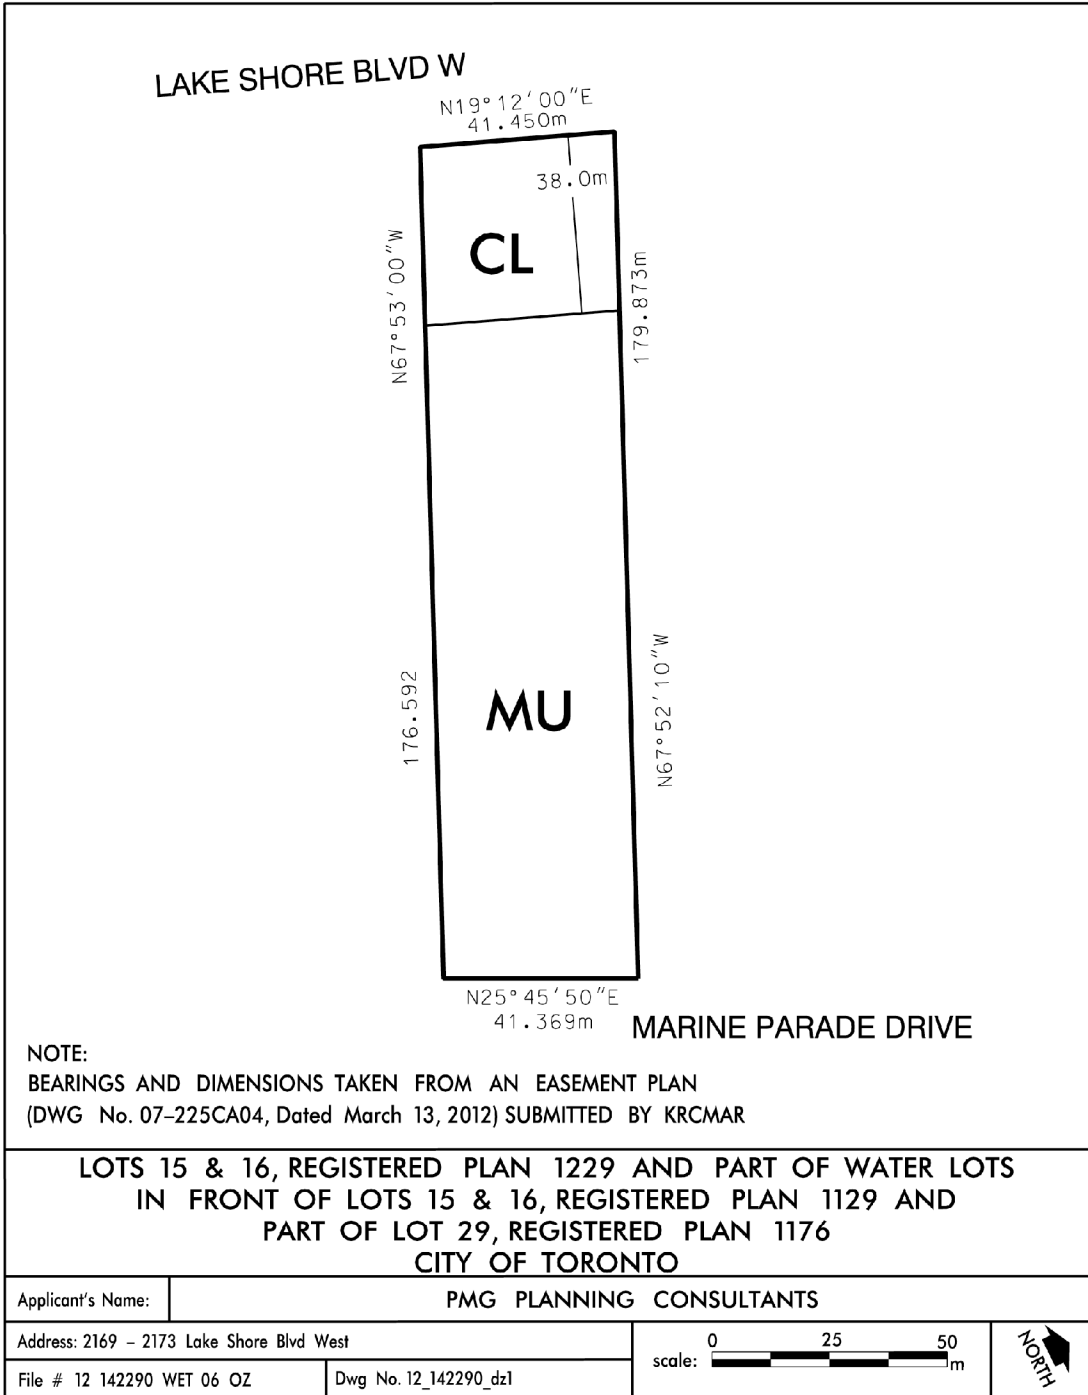 LAKE SHORE BLVD W
N19°12'00"E
41.450m
38.0m
CL
N67°53'00"W
179.873m
MU
176.592
N67°52'10"W
N25°45'50"E
41.369m
MARINE PARADE DRIVE
NOTE:
BEARINGS AND DIMENSIONS TAKEN FROM AN EASEMENT PLAN
(DWG No. 07-225CA04, Dated March 13, 2012) SUBMITTED BY KRCMAR
LOTS 15 & 16, REGISTERED PLAN 1229 AND PART OF WATER LOTS
IN FRONT OF LOTS 15 & 16, REGISTERED PLAN 1129 AND
PART OF LOT 29, REGISTERED PLAN 1176
CITY OF TORONTO
Applicant's Name: PMG PLANNING CONSULTANTS
Address: 2169 - 2173 Lake Shore Blvd West
File # 12 142290 WET 06 OZ
Dwg No. 12_142290_dz1
scale: 0 25 50 m
NORTH